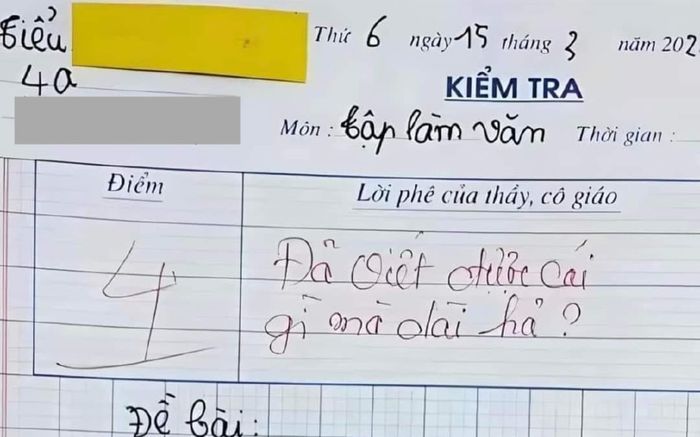 Tiểu
Thứ 6 ngày 15 tháng 3 năm 202
4a
KIỂM TRA
Môn : tập làm văn Thời gian :
Điểm
Lời phê của thầy, cô giáo
4
Đã viết được cái
gì mà dài hả ?
Đề bài: